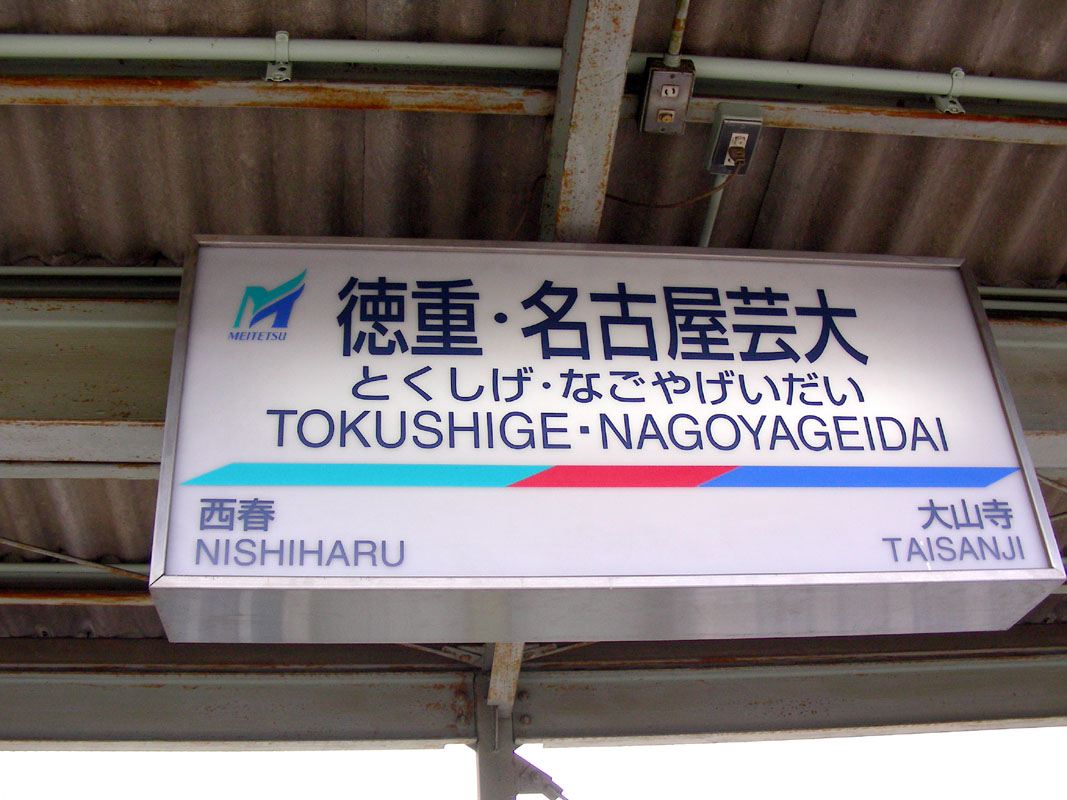 MEITETSU
徳重・名古屋芸大
とくしげ・なごやげいだい
TOKUSHIGE・NAGOYAGEIDAI
西春
NISHIHARU
大山寺
TAISANJI